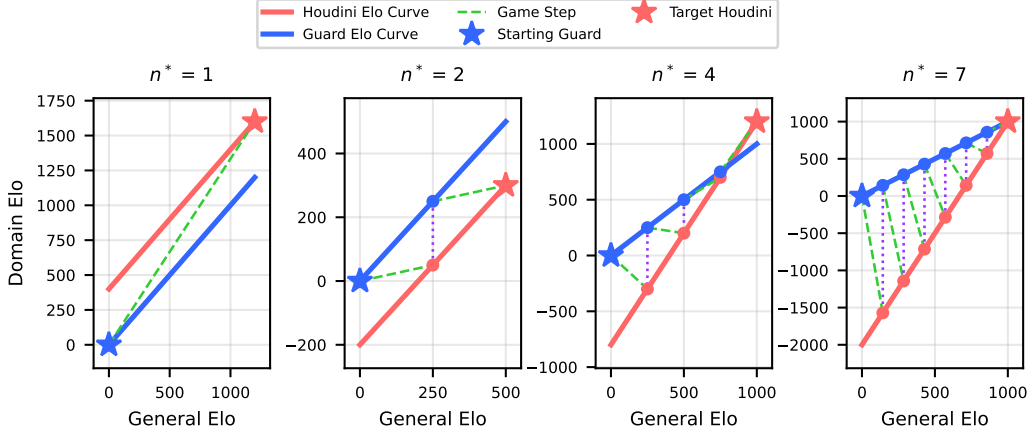 Houdini Elo Curve
Guard Elo Curve
Game Step
Starting Guard
Target Houdini
n* = 1
n* = 2
n* = 4
n* = 7
Domain Elo
1750
1500
1250
1000
750
500
250
0
0 500 1000
General Elo
400
200
0
−200
0 250 500
General Elo
1000
500
0
−500
−1000
0 500 1000
General Elo
1000
500
0
−500
−1000
−1500
−2000
0 500 1000
General Elo